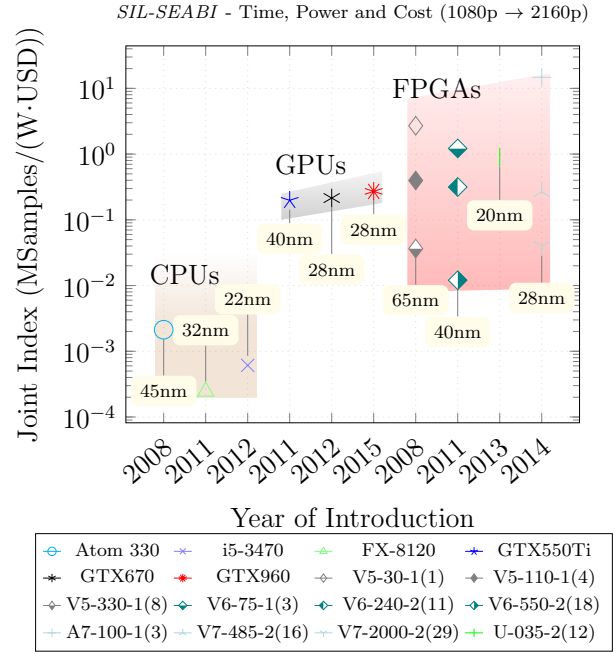 SIL-SEABI - Time, Power and Cost (1080p → 2160p)
Joint Index (MSamples/(W·USD))
10^1
10^0
10^-1
10^-2
10^-3
10^-4
FPGAs
GPUs
CPUs
20nm
40nm
28nm
28nm
22nm
65nm
28nm
32nm
40nm
45nm
2008
2011
2012
2011
2012
2015
2008
2011
2013
2014
Year of Introduction
Atom 330 i5-3470 FX-8120 GTX550Ti
GTX670 GTX960 V5-30-1(1) V5-110-1(4)
V5-330-1(8) V6-75-1(3) V6-240-2(11) V6-550-2(18)
A7-100-1(3) V7-485-2(16) V7-2000-2(29) U-035-2(12)